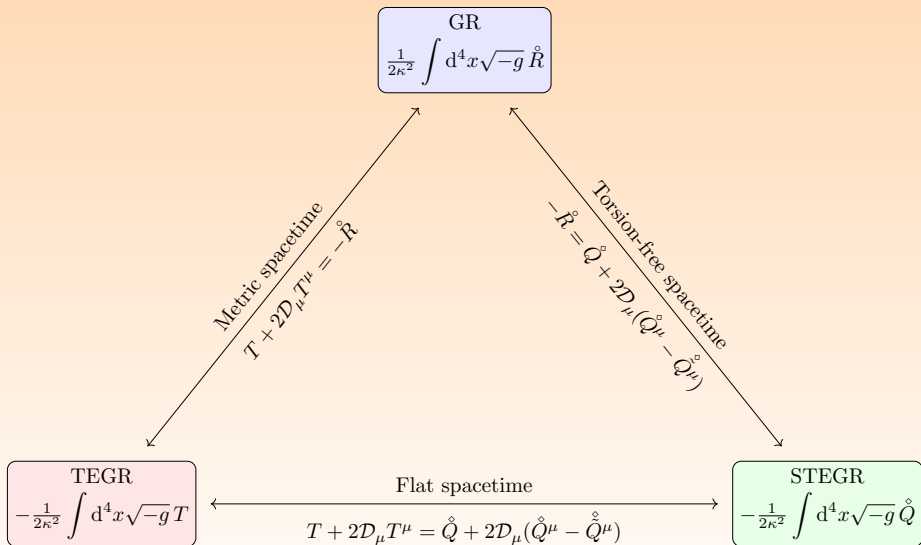 GR
$\frac{1}{2\kappa^2} \int \mathrm{d}^4x \sqrt{-g}\, \mathring{R}$
Metric spacetime
$T + 2\mathcal{D}_\mu T^\mu = -\mathring{R}$
Torsion-free spacetime
$-\mathring{R} = \mathring{Q} + 2\mathcal{D}_\mu(\mathring{Q}^\mu - \mathring{\tilde{Q}}^\mu)$
TEGR
$-\frac{1}{2\kappa^2} \int \mathrm{d}^4x \sqrt{-g}\, T$
Flat spacetime
$T + 2\mathcal{D}_\mu T^\mu = \mathring{Q} + 2\mathcal{D}_\mu(\mathring{Q}^\mu - \mathring{\tilde{Q}}^\mu)$
STEGR
$-\frac{1}{2\kappa^2} \int \mathrm{d}^4x \sqrt{-g}\, \mathring{Q}$